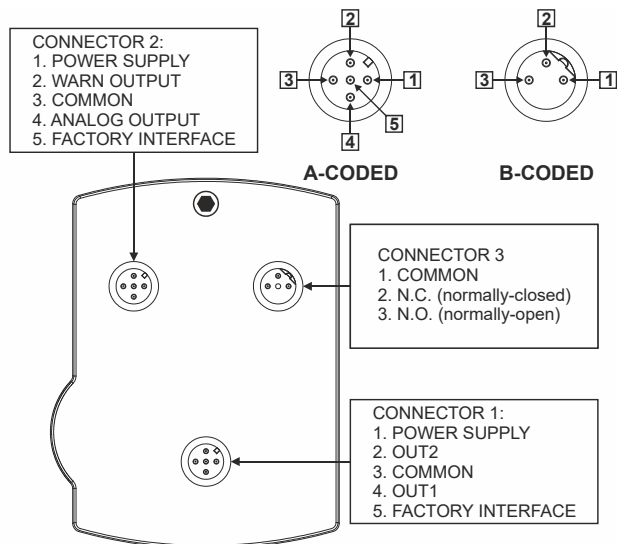 CONNECTOR 2:
1. POWER SUPPLY
2. WARN OUTPUT
3. COMMON
4. ANALOG OUTPUT
5. FACTORY INTERFACE
2
3
1
5
4
A-CODED
2
3
1
B-CODED
CONNECTOR 3
1. COMMON
2. N.C. (normally-closed)
3. N.O. (normally-open)
CONNECTOR 1:
1. POWER SUPPLY
2. OUT2
3. COMMON
4. OUT1
5. FACTORY INTERFACE